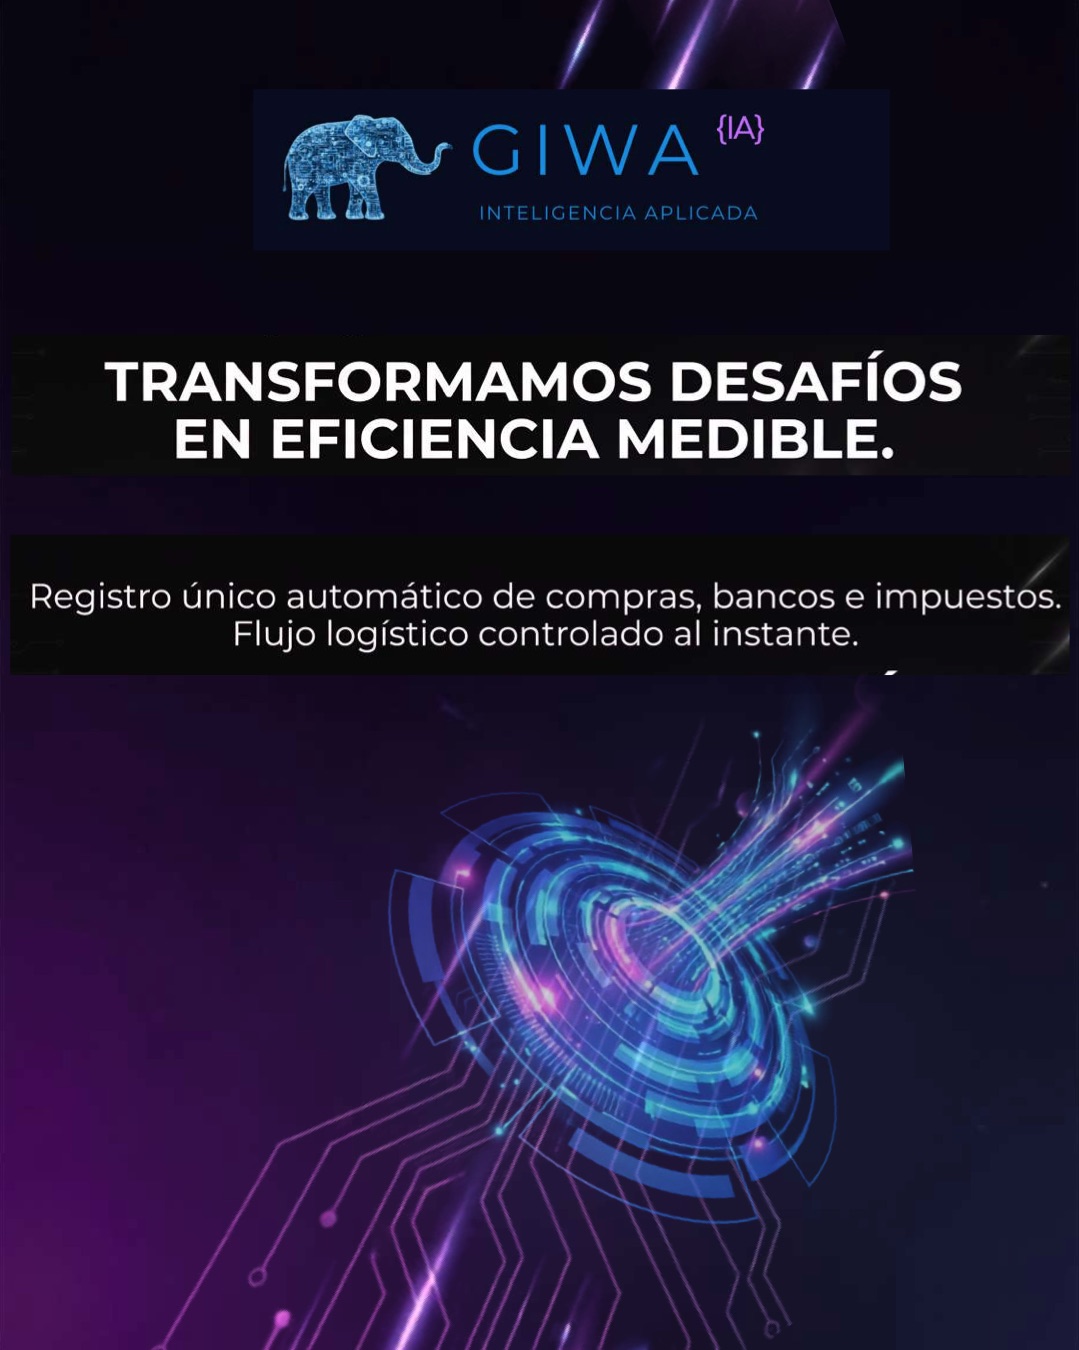 GIWA {IA}
INTELIGENCIA APLICADA
TRANSFORMAMOS DESAFÍOS
EN EFICIENCIA MEDIBLE.
Registro único automático de compras, bancos e impuestos.
Flujo logístico controlado al instante.